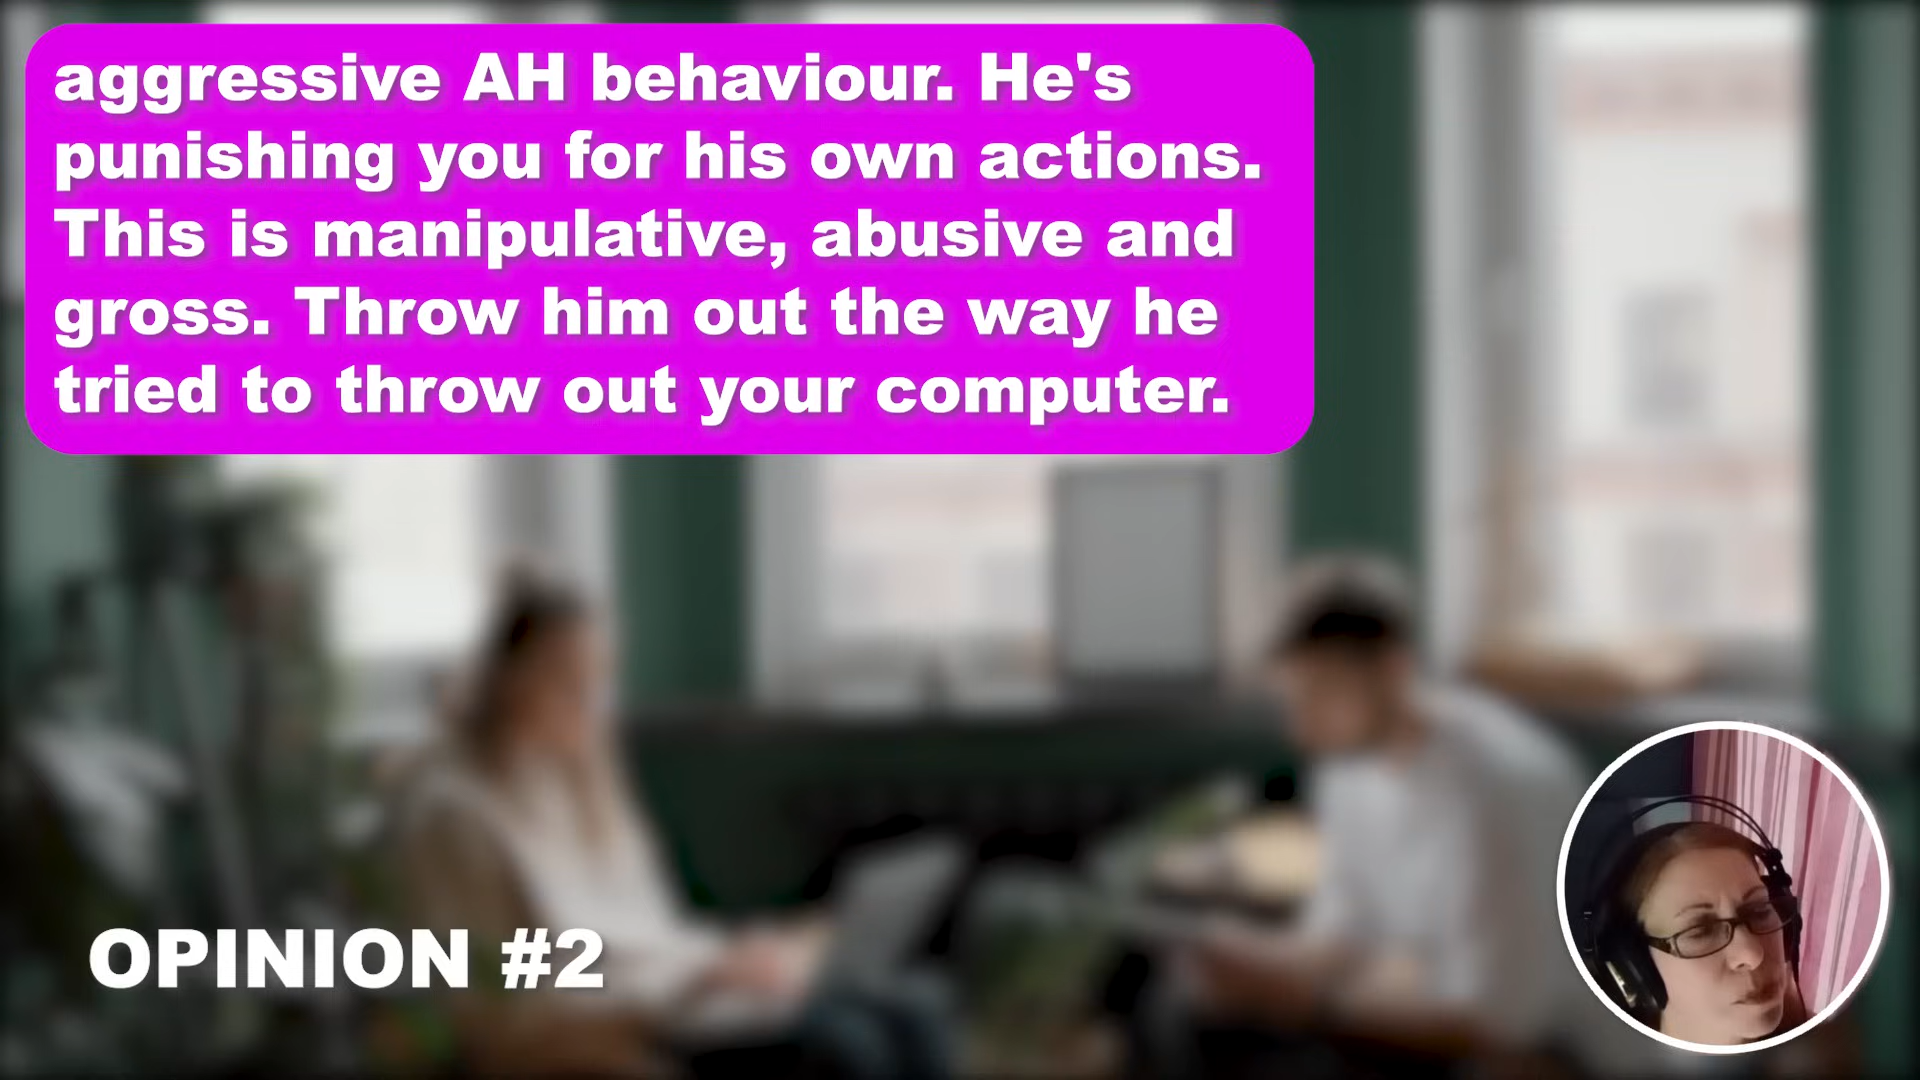 aggressive AH behaviour. He's
punishing you for his own actions.
This is manipulative, abusive and
gross. Throw him out the way he
tried to throw out your computer.
OPINION #2